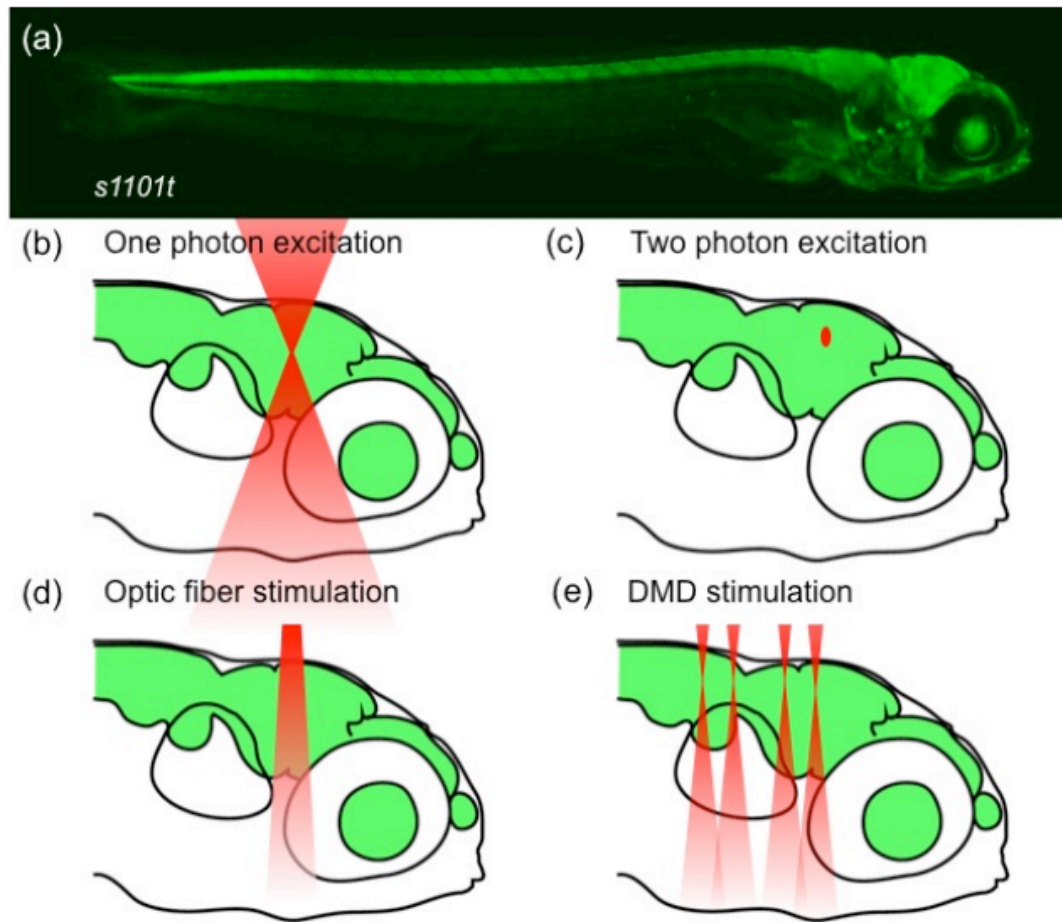 (a)
s1101t
(b) One photon excitation
(c) Two photon excitation
(d) Optic fiber stimulation
(e) DMD stimulation